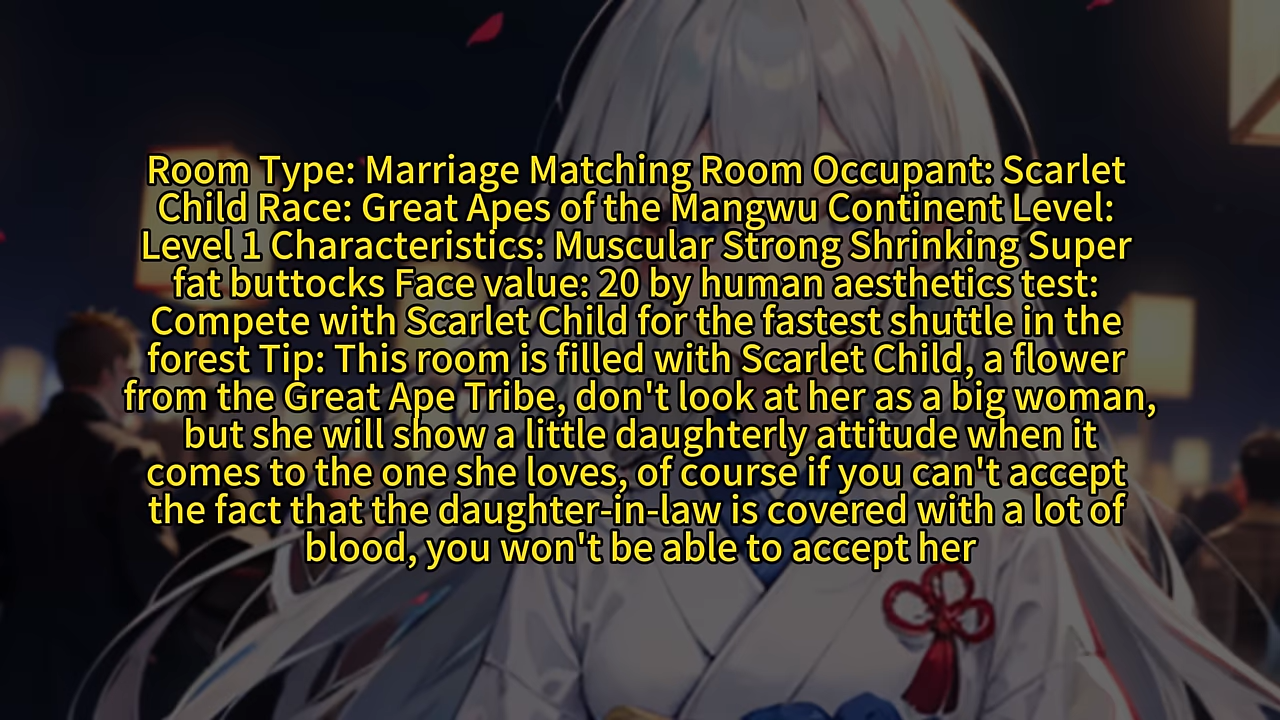 Room Type: Marriage Matching Room Occupant: Scarlet
Child Race: Great Apes of the Mangwu Continent Level:
Level 1 Characteristics: Muscular Strong Shrinking Super
fat buttocks Face value: 20 by human aesthetics test:
Compete with Scarlet Child for the fastest shuttle in the
forest Tip: This room is filled with Scarlet Child, a flower
from the Great Ape Tribe, don't look at her as a big woman,
but she will show a little daughterly attitude when it
comes to the one she loves, of course if you can't accept
the fact that the daughter-in-law is covered with a lot of
blood, you won't be able to accept her